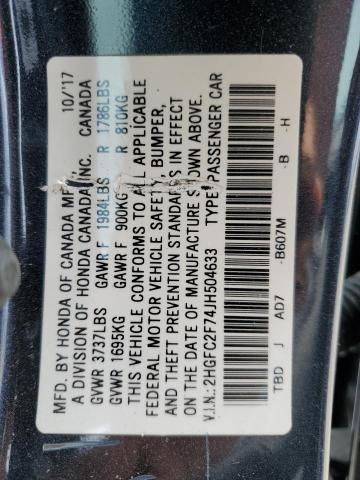 MFD. BY HONDA OF CANADA MFG., 10/'17
A DIVISION OF HONDA CANADA INC. CANADA
GVWR 3737LBS GAWR F 1984LBS R 1786LBS
GVWR 1695KG GAWR F 900KG R 810KG
THIS VEHICLE CONFORMS TO ALL APPLICABLE
FEDERAL MOTOR VEHICLE SAFETY, BUMPER,
AND THEFT PREVENTION STANDARDS IN EFFECT
ON THE DATE OF MANUFACTURE SHOWN ABOVE.
V.I.N.: 2HGFC2F74JH504633 TYPE: PASSENGER CAR
TBD J AD7 -B607M -B -H